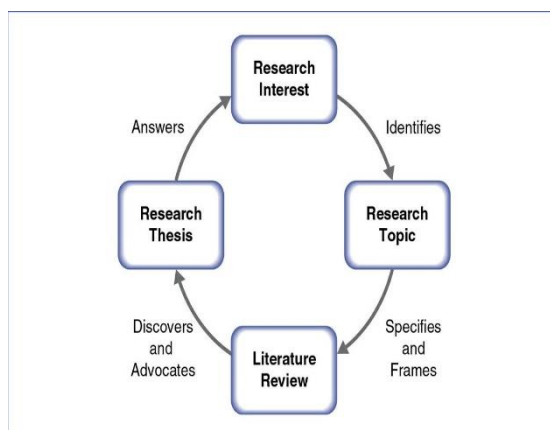 Research
Interest
Answers
Identifies
Research
Thesis
Research
Topic
Discovers
and
Advocates
Literature
Review
Specifies
and
Frames